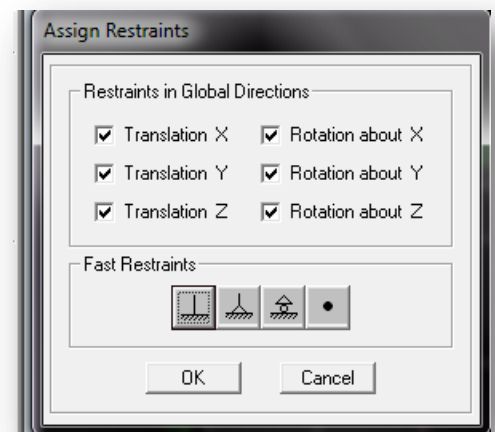 Assign Restraints
Restraints in Global Directions
Translation X Rotation about X
Translation Y Rotation about Y
Translation Z Rotation about Z
Fast Restraints
OK Cancel